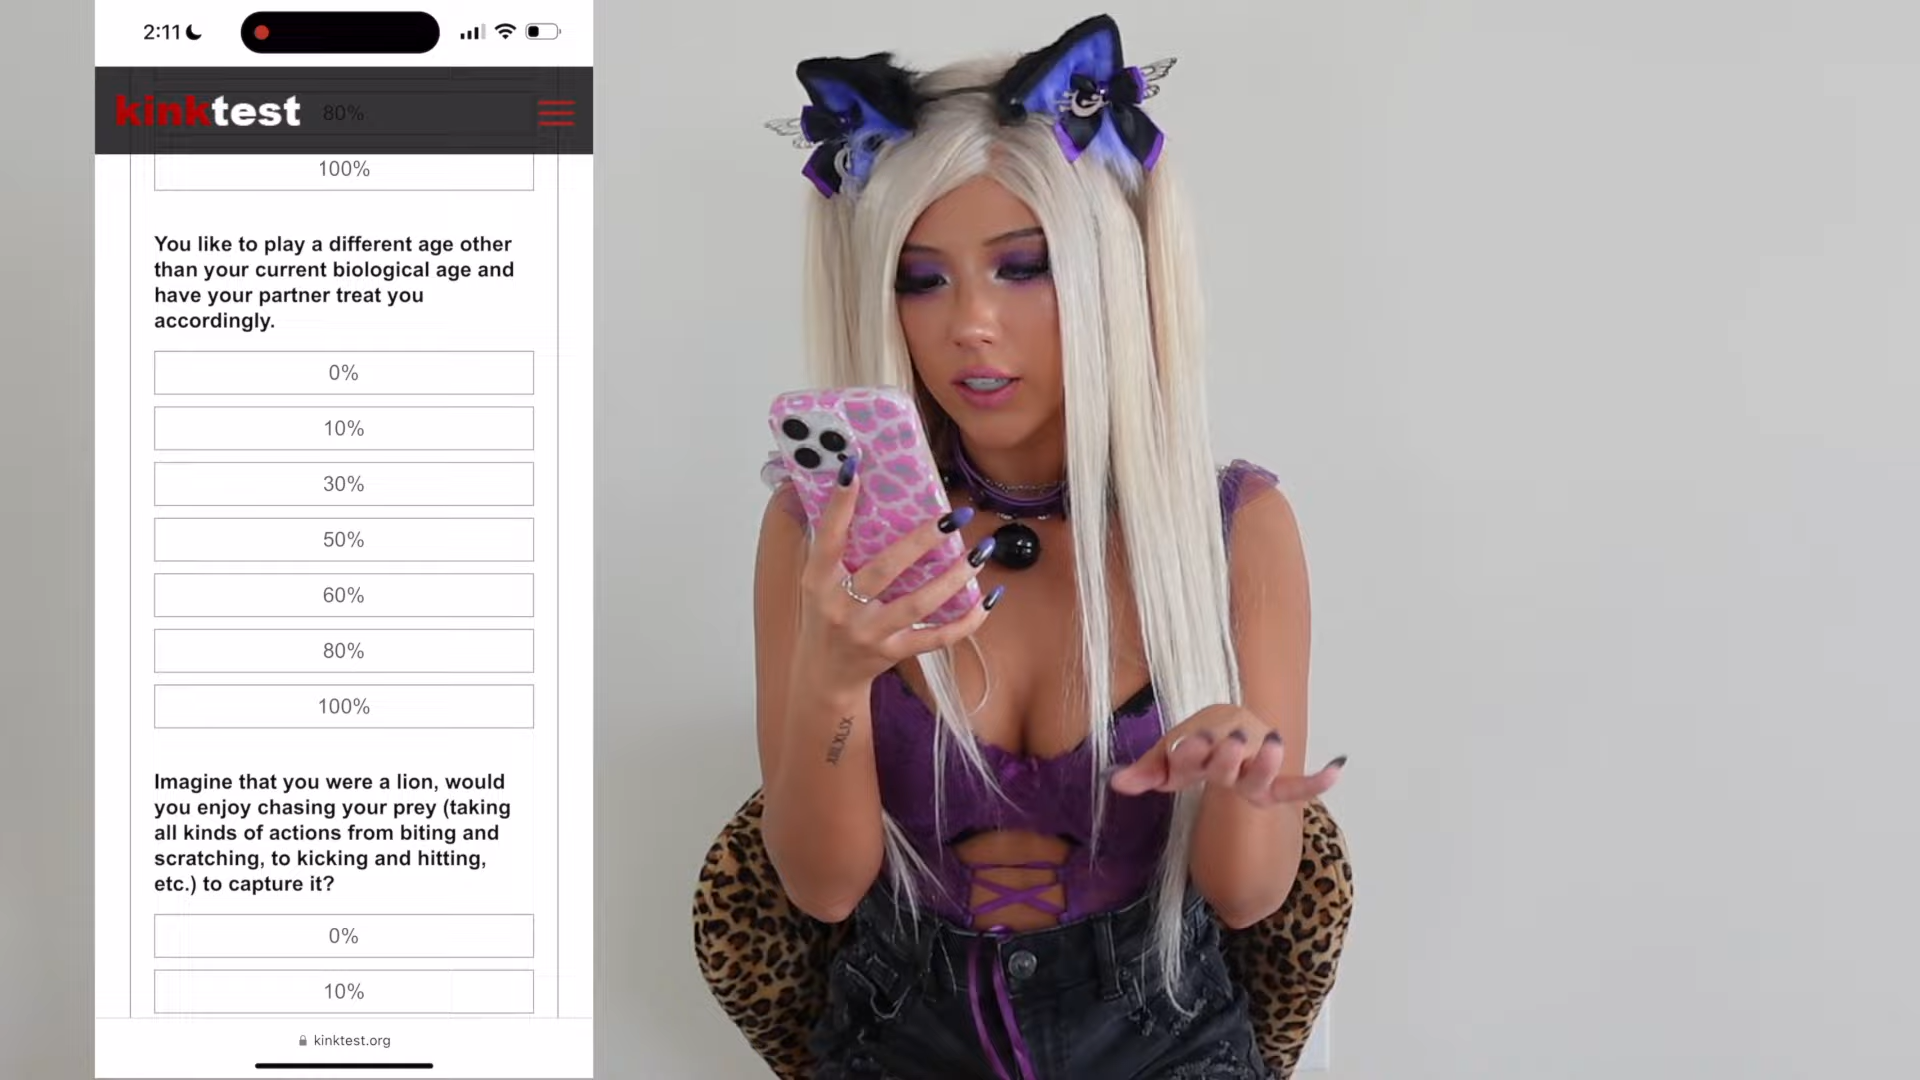 2:11
kinktest
80%
100%
You like to play a different age other
than your current biological age and
have your partner treat you
accordingly.
0%
10%
30%
50%
60%
80%
100%
Imagine that you were a lion, would
you enjoy chasing your prey (taking
all kinds of actions from biting and
scratching, to kicking and hitting,
etc.) to capture it?
0%
10%
kinktest.org